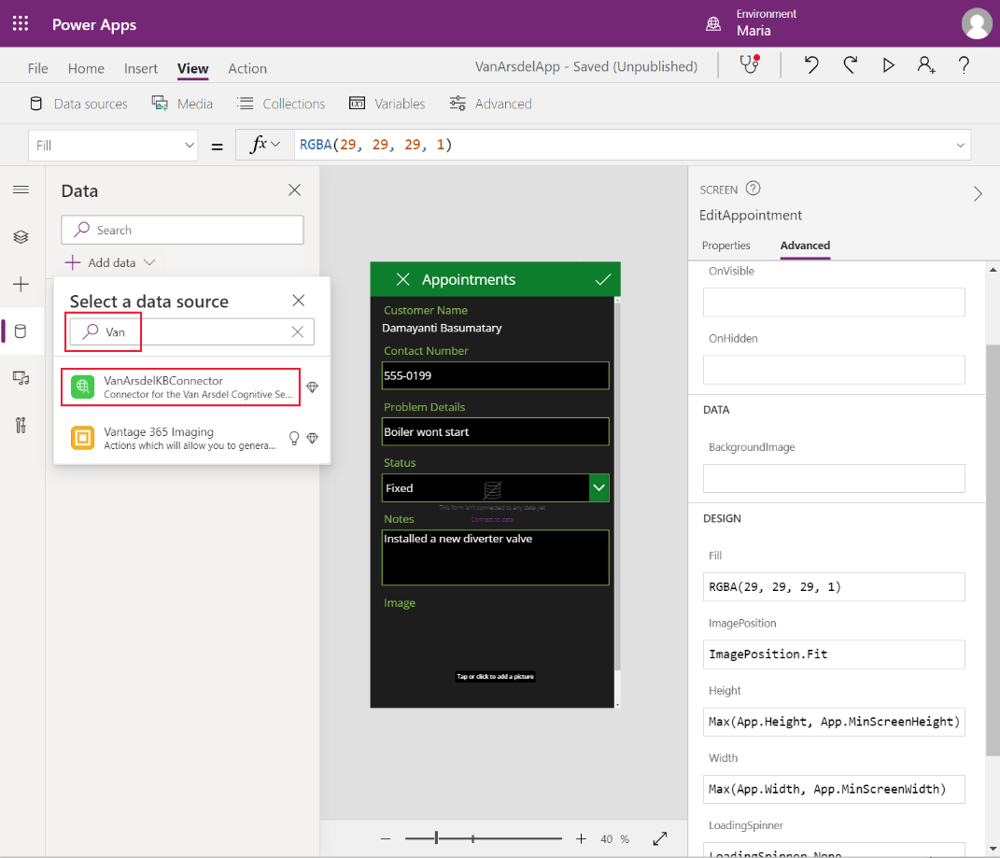 Power Apps
Environment
Maria
File Home Insert View Action
VanArsdelApp - Saved (Unpublished)
?
Data sources Media Collections Variables Advanced
Fill
= fx RGBA(29, 29, 29, 1)
Data
Search
Add data
Select a data source
Van
VanArsdelKBConnector
Connector for the Van Arsdel Cognitive Se...
Vantage 365 Imaging
Actions which will allow you to genera...
Appointments
Customer Name
Damayanti Basumatary
Contact Number
555-0199
Problem Details
Boiler wont start
Status
Fixed
This form isn't connected to any data yet.
Connect to data
Notes
Installed a new diverter valve
Image
Tap or click to add a picture
40 %
SCREEN ?
EditAppointment
Properties Advanced
OnVisible
OnHidden
DATA
BackgroundImage
DESIGN
Fill
RGBA(29, 29, 29, 1)
ImagePosition
ImagePosition.Fit
Height
Max(App.Height, App.MinScreenHeight)
Width
Max(App.Width, App.MinScreenWidth)
LoadingSpinner
LoadingSpinner.None